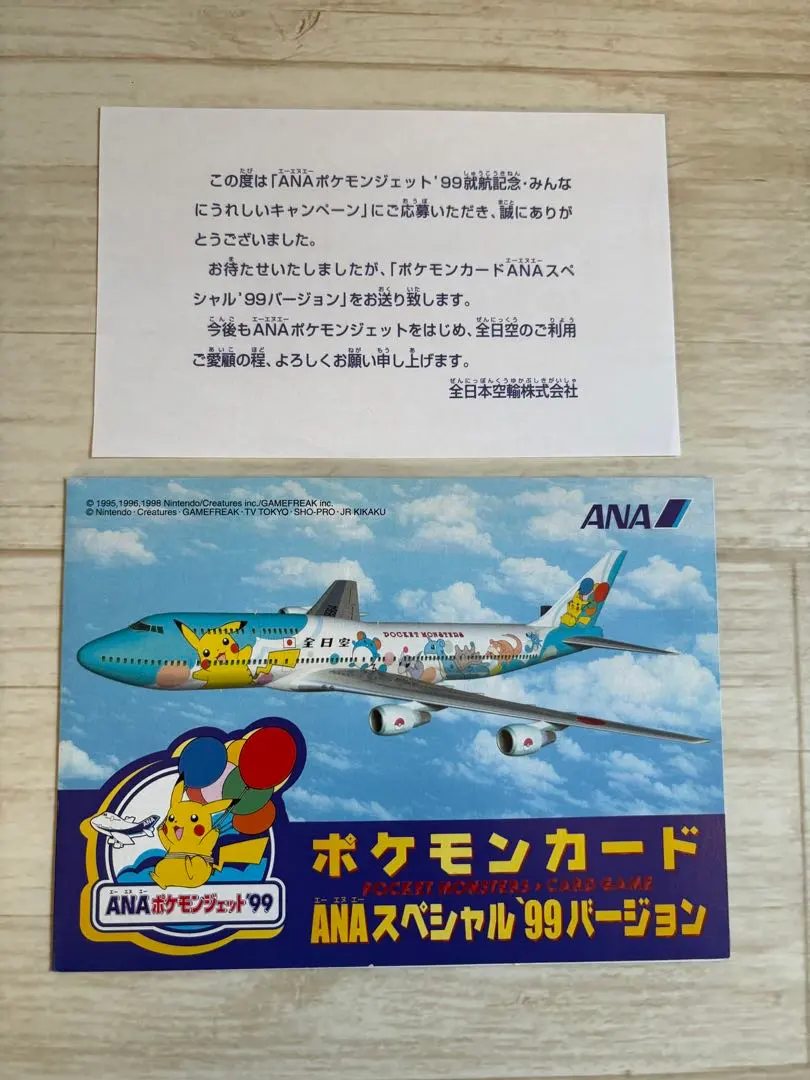 この度は「ANAポケモンジェット'99就航記念・みんな
にうれしいキャンペーン」にご応募いただき、誠にありが
とうございました。
お待たせいたしましたが、「ポケモンカードANAスペ
シャル'99バージョン」をお送り致します。
今後もANAポケモンジェットをはじめ、全日空のご利用
ご愛顧の程、よろしくお願い申し上げます。
全日本空輸株式会社
© 1995,1996,1998 Nintendo/Creatures inc./GAMEFREAK inc.
© Nintendo・Creatures・GAMEFREAK・TV TOKYO・SHO-PRO・JR KIKAKU
ANA
全日空 POCKET MONSTERS
ANA
ANAポケモンジェット'99
ポケモンカード
POCKET MONSTERS CARD GAME
ANAスペシャル'99バージョン